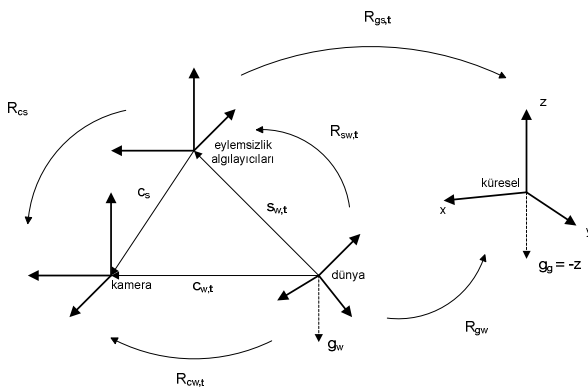 R_gs,t
R_cs
z
eylemsizlik
algılayıcıları
R_sw,t
küresel
c_s
s_w,t
x
y
kamera
c_w,t
dünya
g_g = -z
g_w
R_gw
R_cw,t